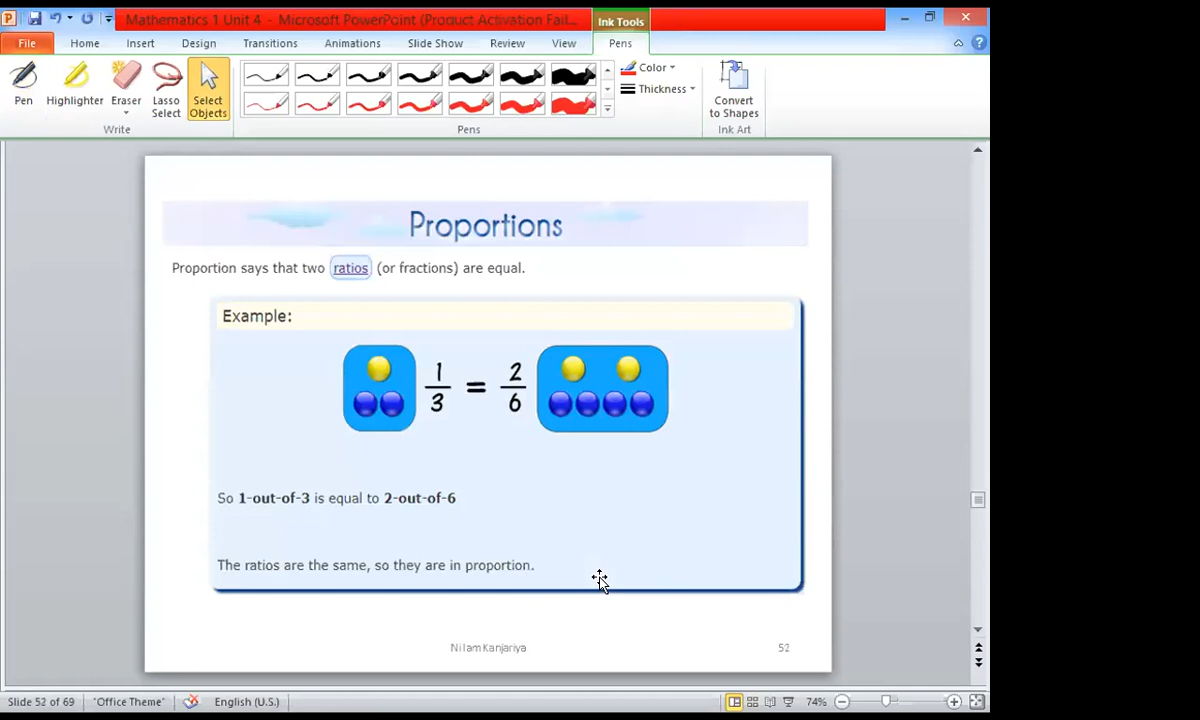 Mathematics 1 Unit 4 - Microsoft PowerPoint (Product Activation Fail...
Ink Tools
File Home Insert Design Transitions Animations Slide Show Review View Pens
Pen Highlighter Eraser Lasso Select Select Objects
Color
Thickness
Convert to Shapes
Write Pens Ink Art
Proportions
Proportion says that two ratios (or fractions) are equal.
Example:
1/3 = 2/6
So 1-out-of-3 is equal to 2-out-of-6
The ratios are the same, so they are in proportion.
Nilam Kanjariya 52
Slide 52 of 69 "Office Theme" English (U.S.) 74%